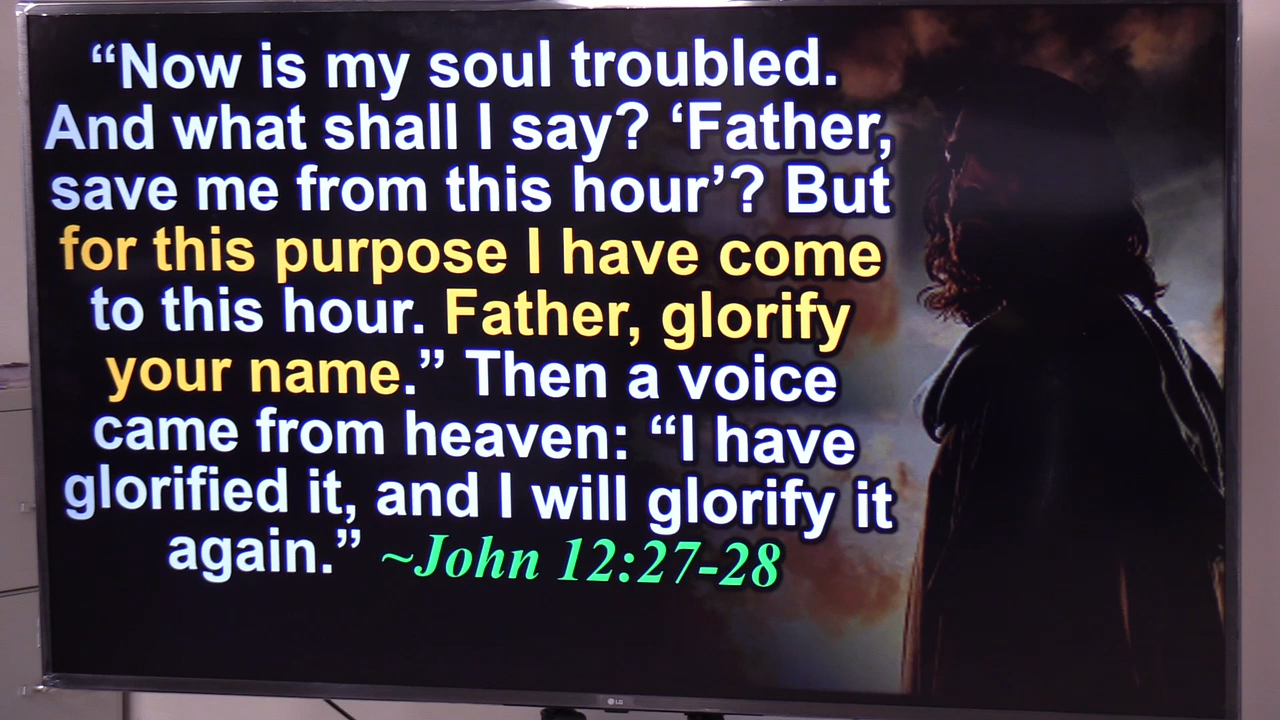 “Now is my soul troubled.
And what shall I say? ‘Father,
save me from this hour’? But
for this purpose I have come
to this hour. Father, glorify
your name.” Then a voice
came from heaven: “I have
glorified it, and I will glorify it
again.” ~John 12:27-28
LG